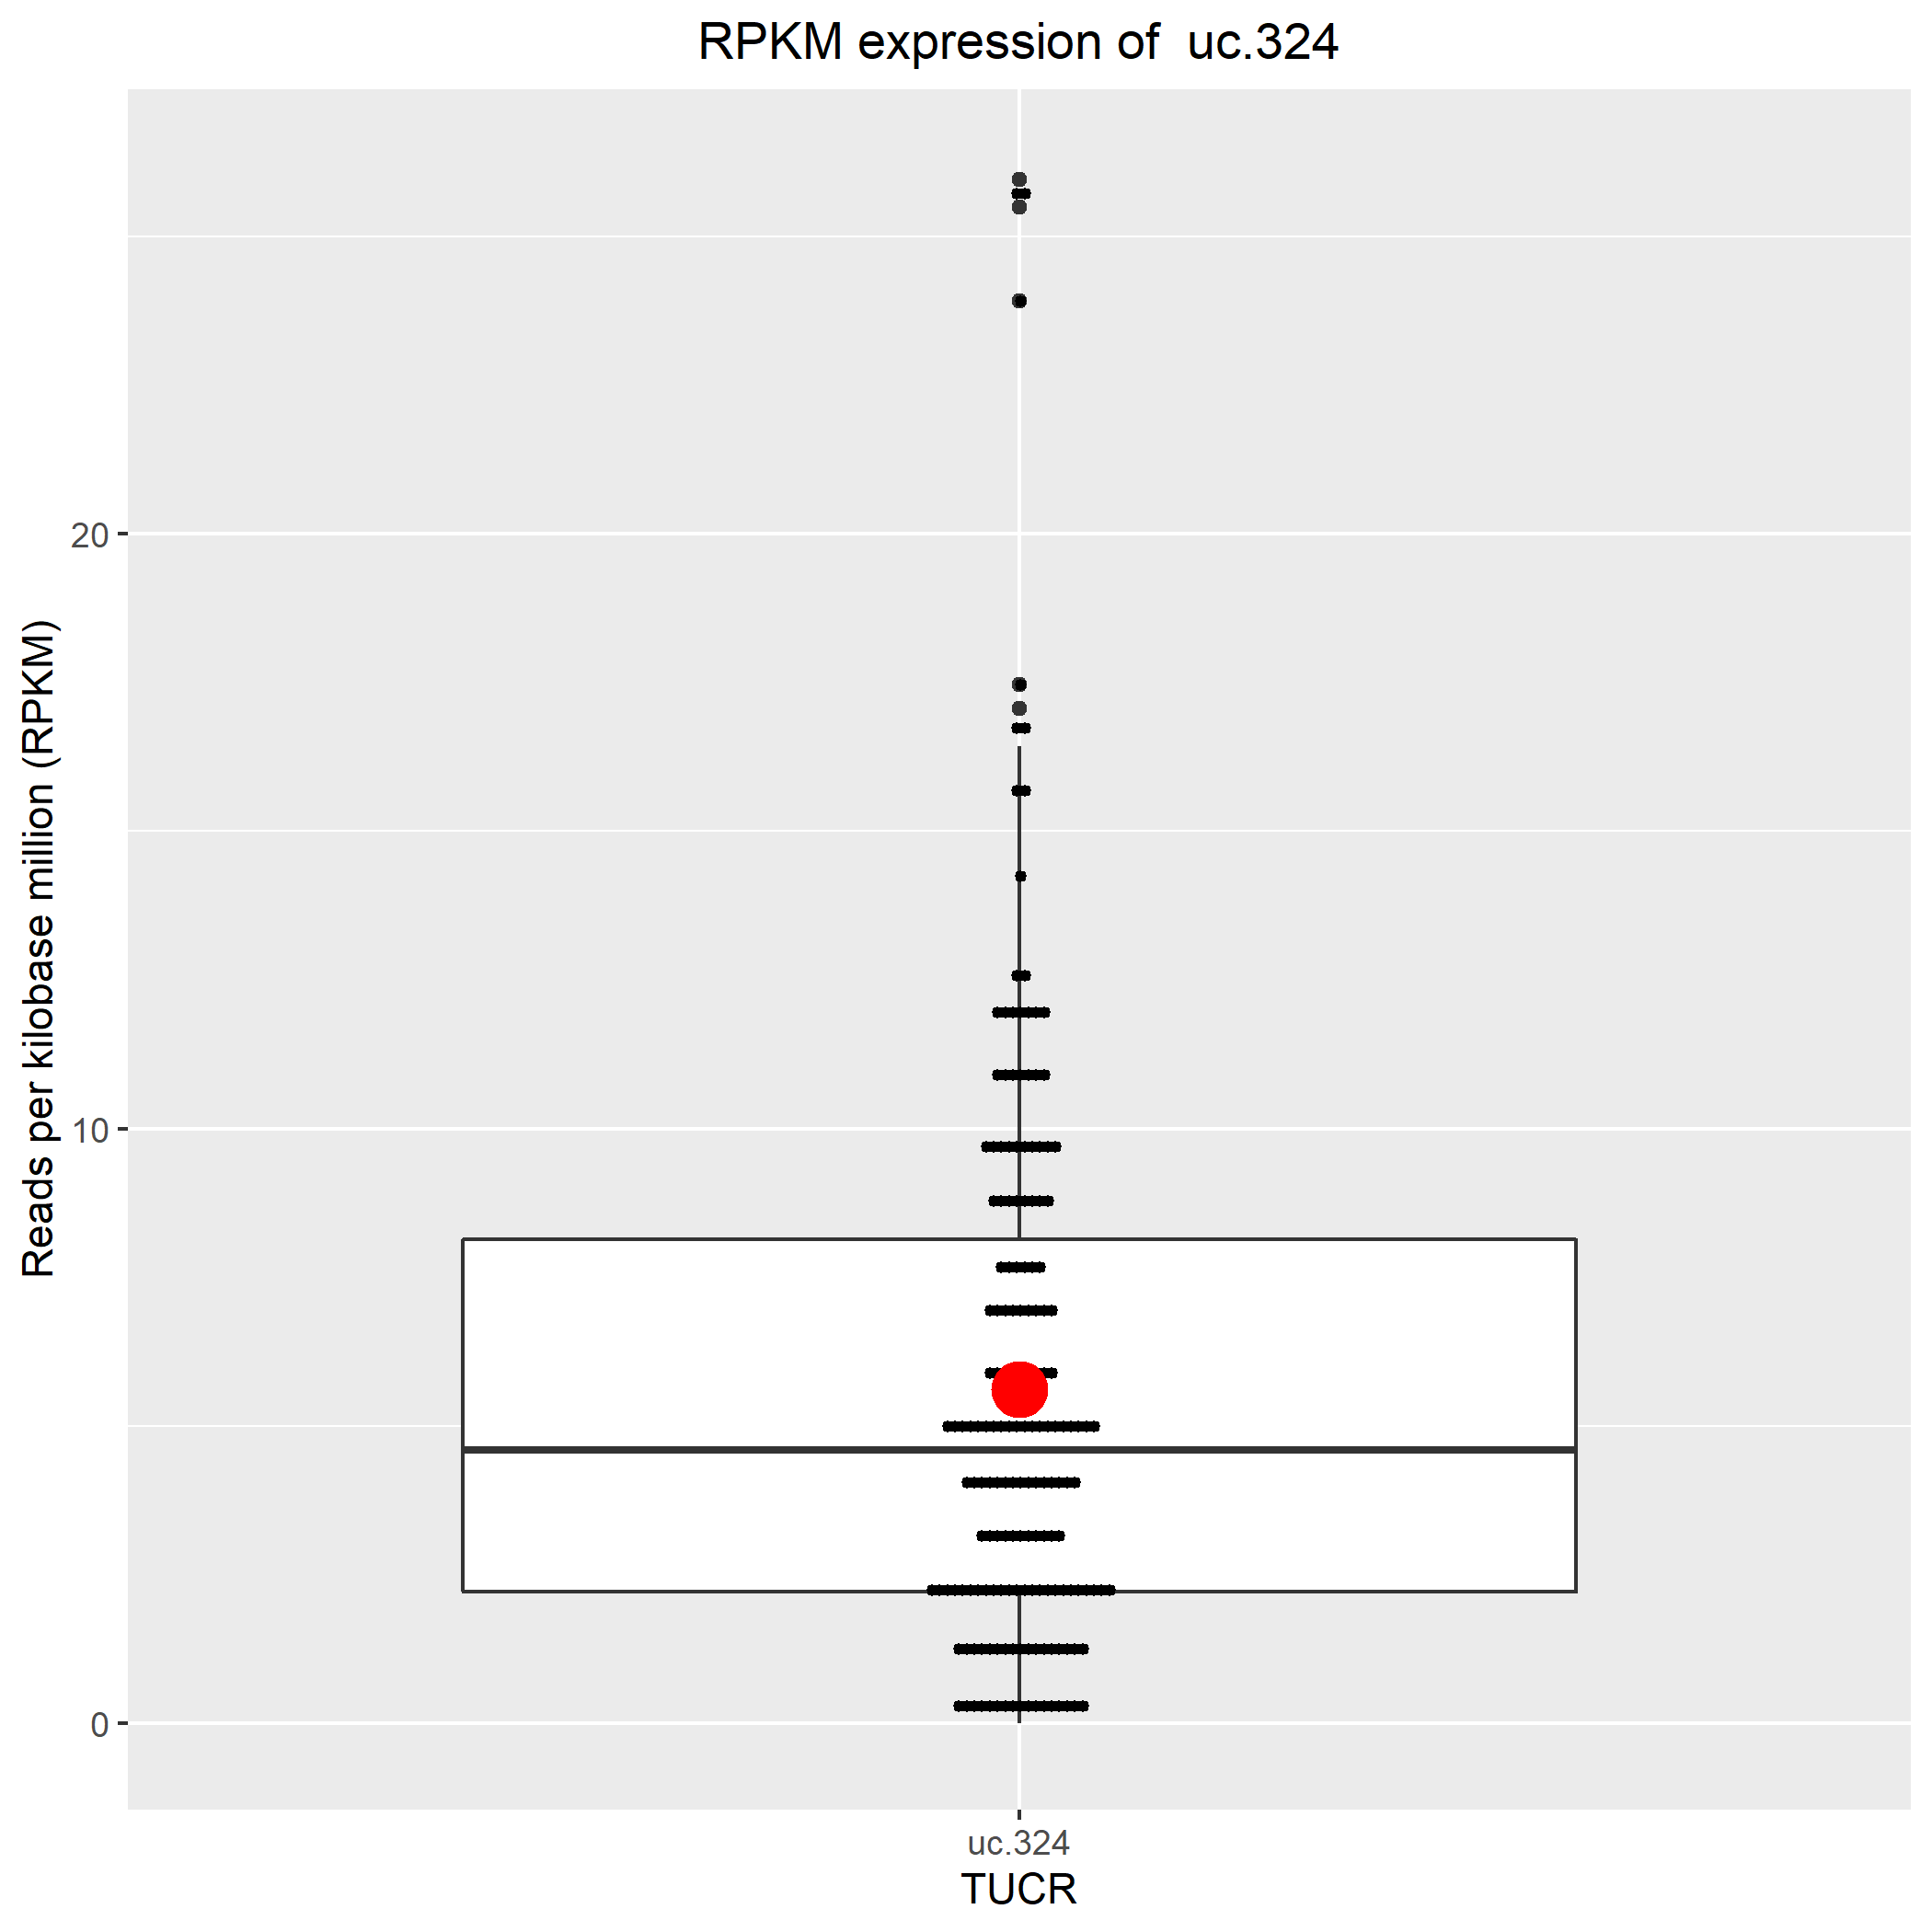 RPKM expression of  uc.324
Reads per kilobase million (RPKM)
20
10
0
uc.324
TUCR